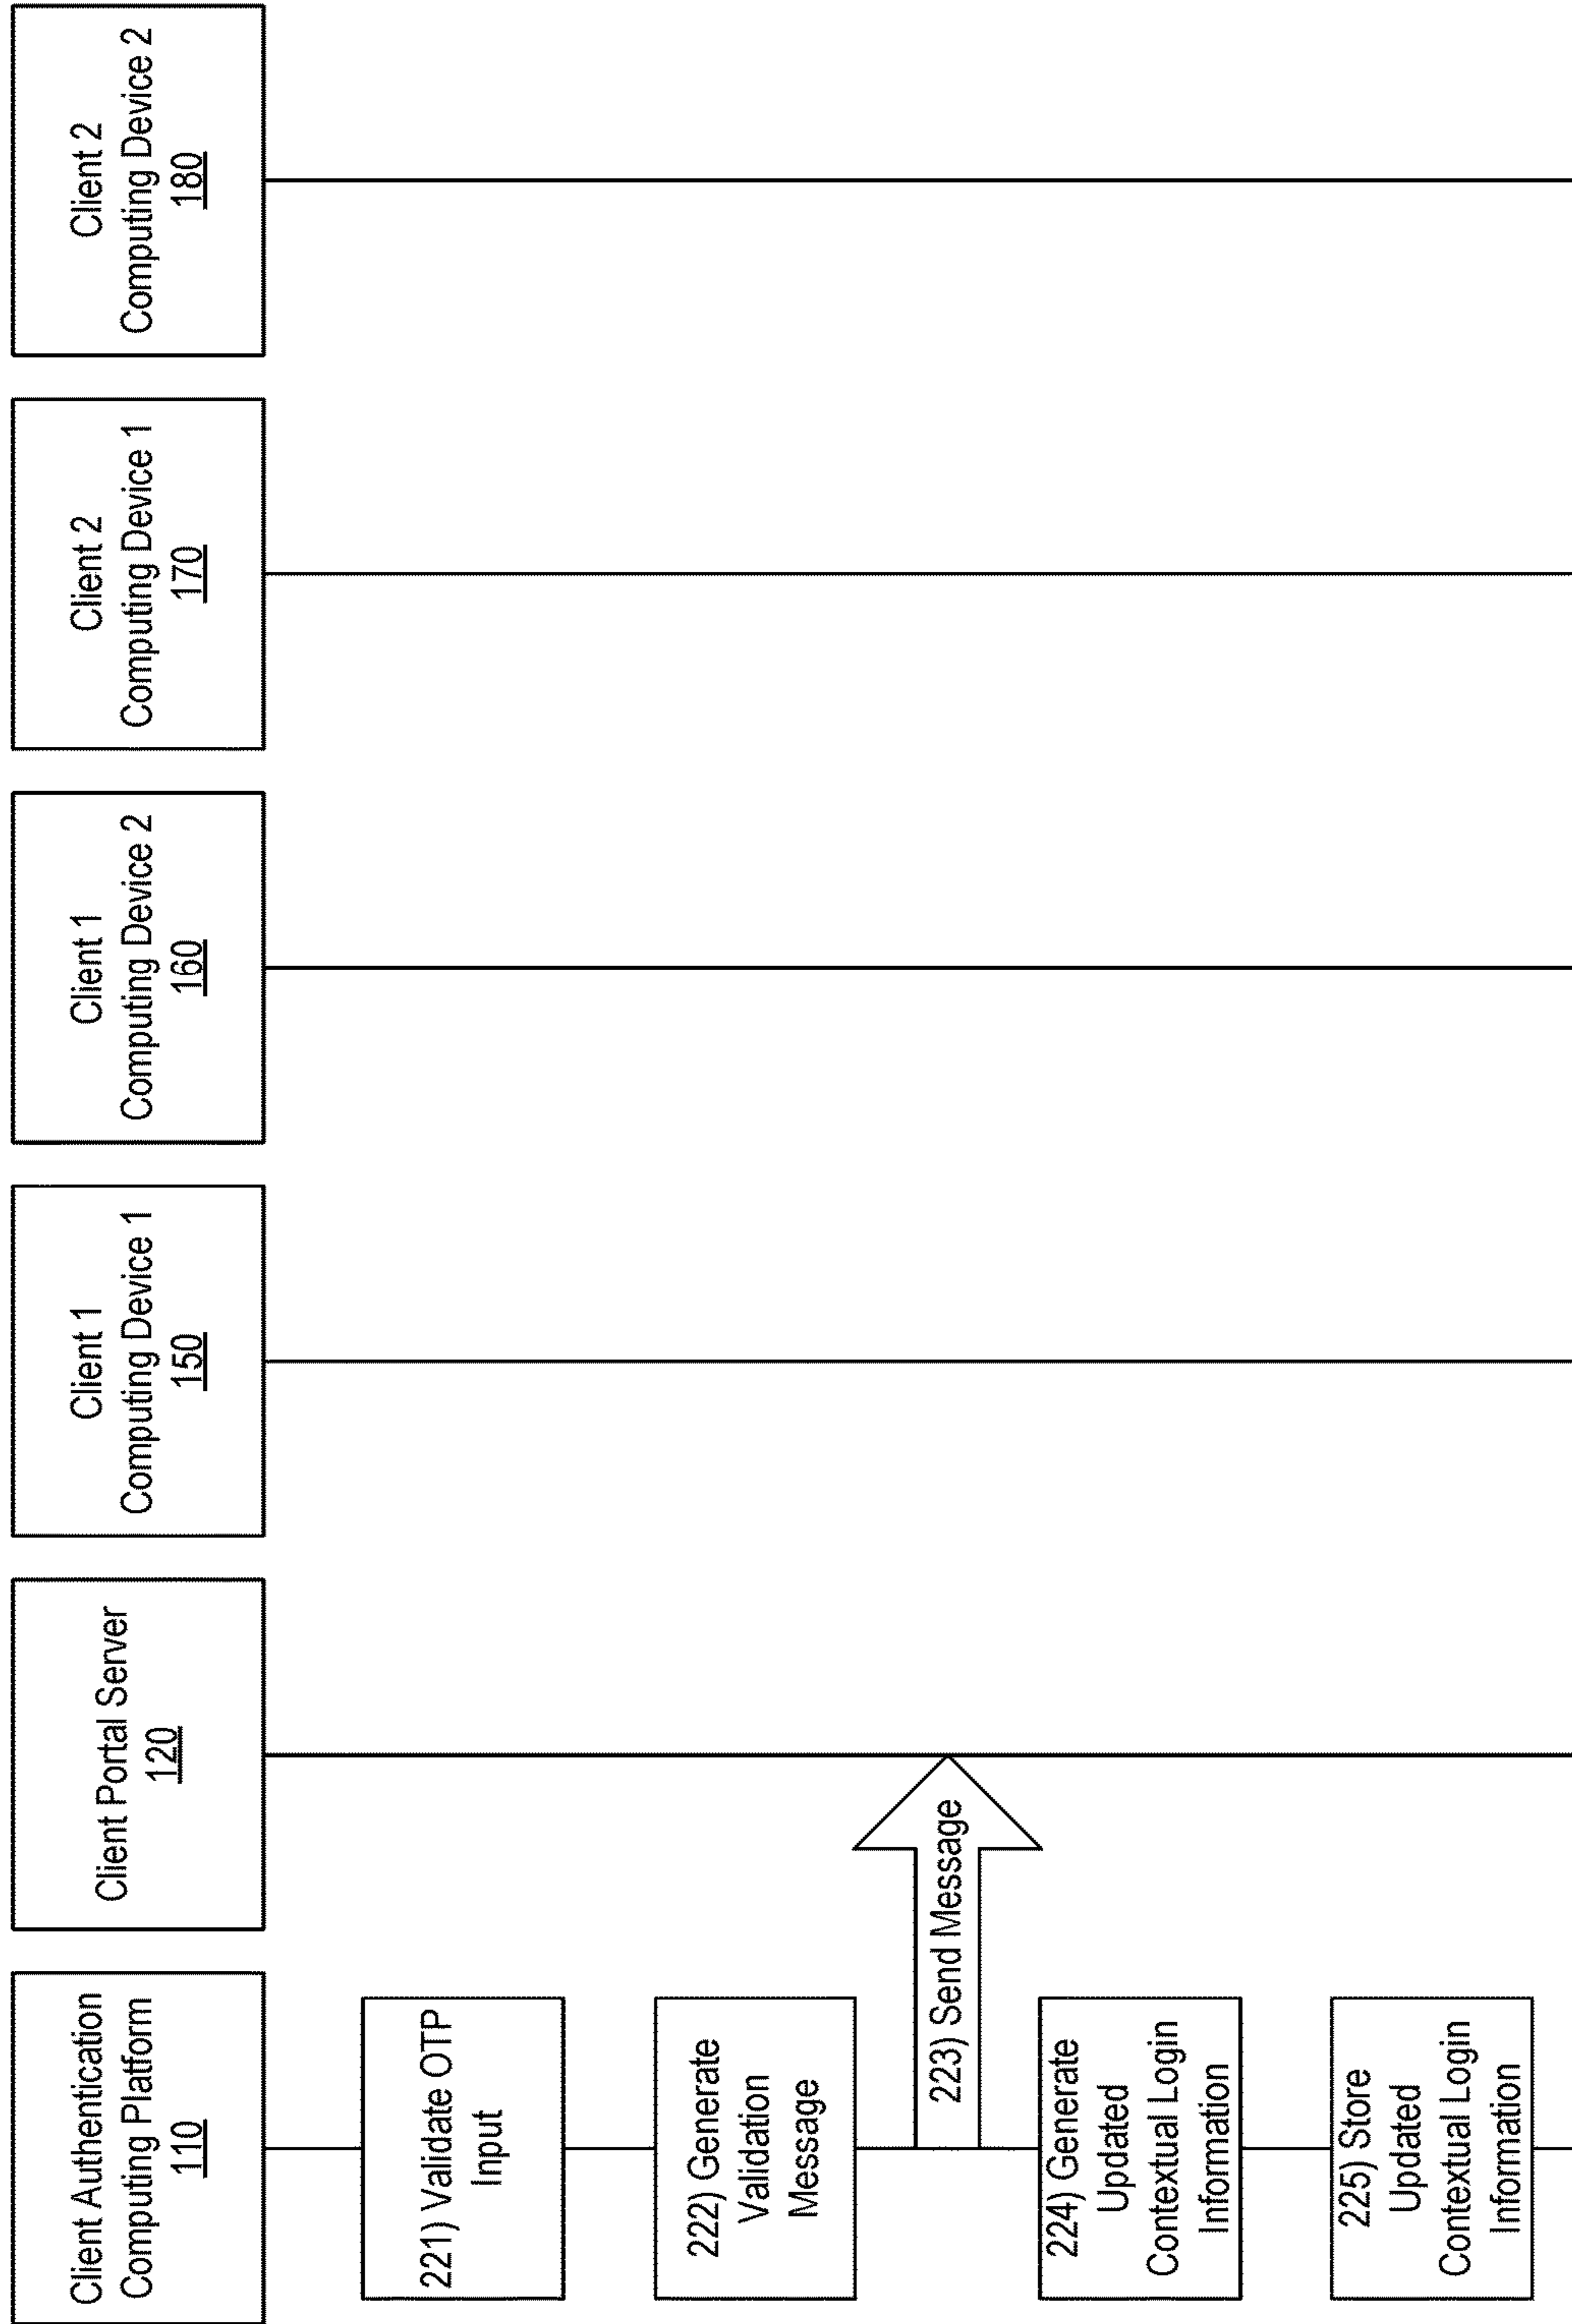 Client Authentication
Computing Platform
110
Client Portal Server
120
Client 1
Computing Device 1
150
Client 1
Computing Device 2
160
Client 2
Computing Device 1
170
Client 2
Computing Device 2
180
221) Validate OTP
Input
222) Generate
Validation
Message
223) Send Message
224) Generate
Updated
Contextual Login
Information
225) Store
Updated
Contextual Login
Information